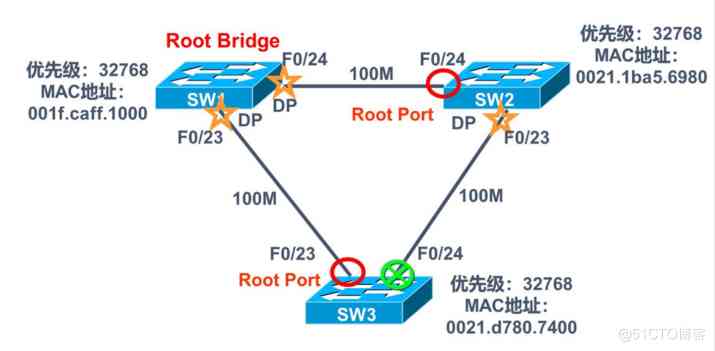 Root Bridge
优先级：32768
MAC地址：
001f.caff.1000
SW1
F0/24
DP
DP
F0/23
100M
F0/24
Root Port
SW2
优先级：32768
MAC地址：
0021.1ba5.6980
DP
F0/23
100M
100M
F0/23
Root Port
F0/24
SW3
优先级：32768
MAC地址：
0021.d780.7400
@51CTO博客